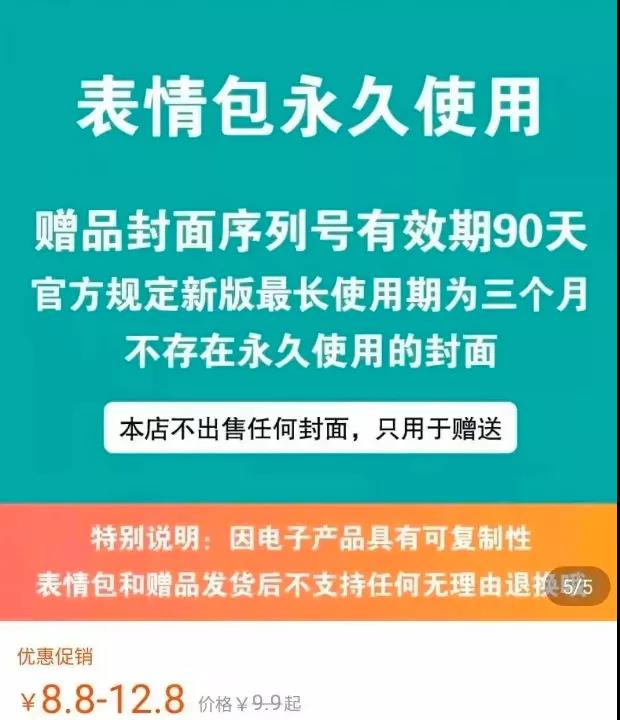 表情包永久使用
赠品封面序列号有效期90天
官方规定新版最长使用期为三个月
不存在永久使用的封面
本店不出售任何封面，只用于赠送
特别说明：因电子产品具有可复制性
表情包和赠品发货后不支持任何无理由退换
5/5
优惠促销
￥8.8-12.8 价格￥9.9起